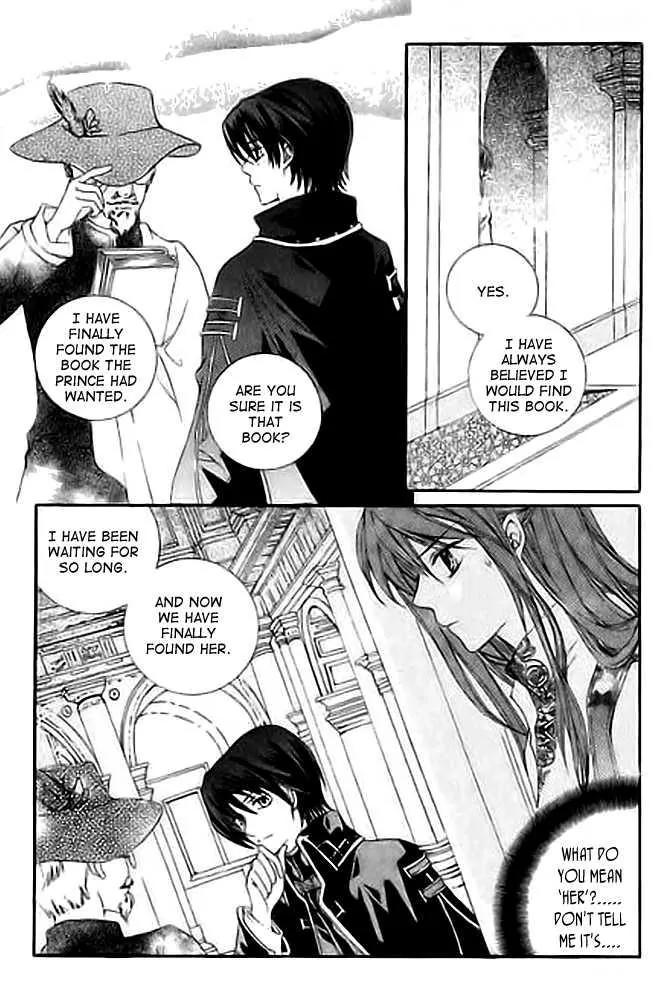 I HAVE
FINALLY
FOUND THE
BOOK THE
PRINCE HAD
WANTED.
ARE YOU
SURE IT IS
THAT
BOOK?
YES.
I HAVE
ALWAYS
BELIEVED I
WOULD FIND
THIS BOOK.
I HAVE BEEN
WAITING FOR
SO LONG.
AND NOW
WE HAVE
FINALLY
FOUND HER.
WHAT DO
YOU MEAN
'HER'?.....
DON'T TELL
ME IT'S....